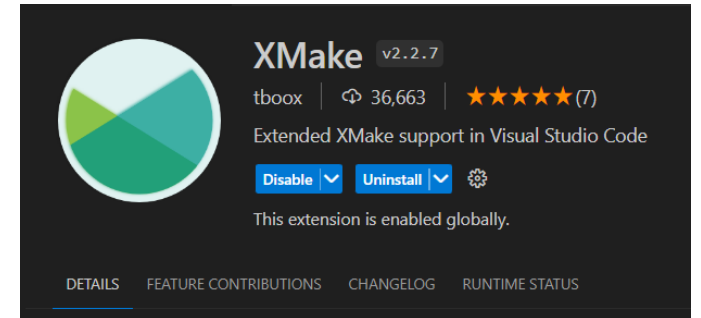 XMake v2.2.7
tboox 36,663 (7)
Extended XMake support in Visual Studio Code
Disable Uninstall
This extension is enabled globally.
DETAILS FEATURE CONTRIBUTIONS CHANGELOG RUNTIME STATUS